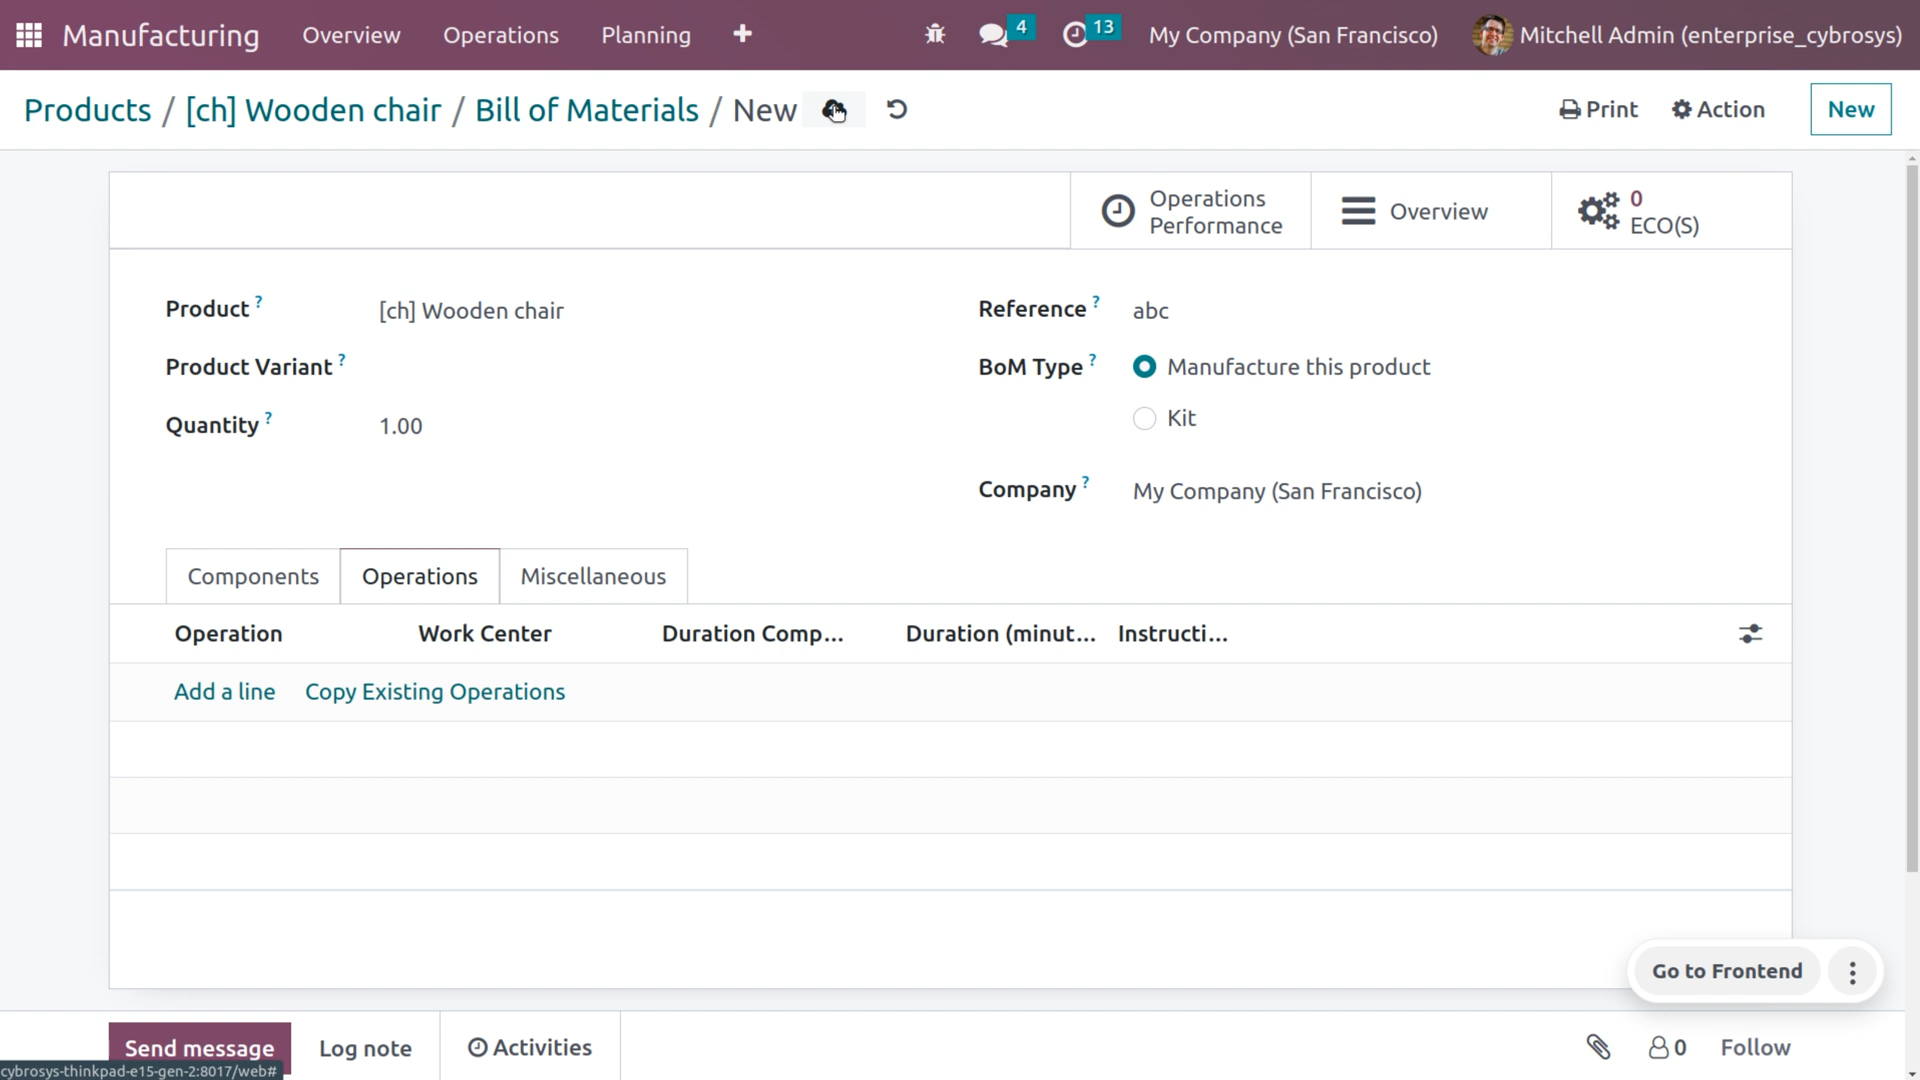 Manufacturing Overview Operations Planning 4 13 My Company (San Francisco) Mitchell Admin (enterprise_cybrosys)
Products / [ch] Wooden chair / Bill of Materials / New Print Action New
Operations Performance Overview 0 ECO(S)
Product ? [ch] Wooden chair Reference ? abc
Product Variant ? BoM Type ? Manufacture this product
Quantity ? 1.00 Kit
Company ? My Company (San Francisco)
Components Operations Miscellaneous
Operation Work Center Duration Comp... Duration (minut... Instructi...
Add a line Copy Existing Operations
Go to Frontend
Send message Log note Activities 0 Follow
cybrosys-thinkpad-e15-gen-2:8017/web#